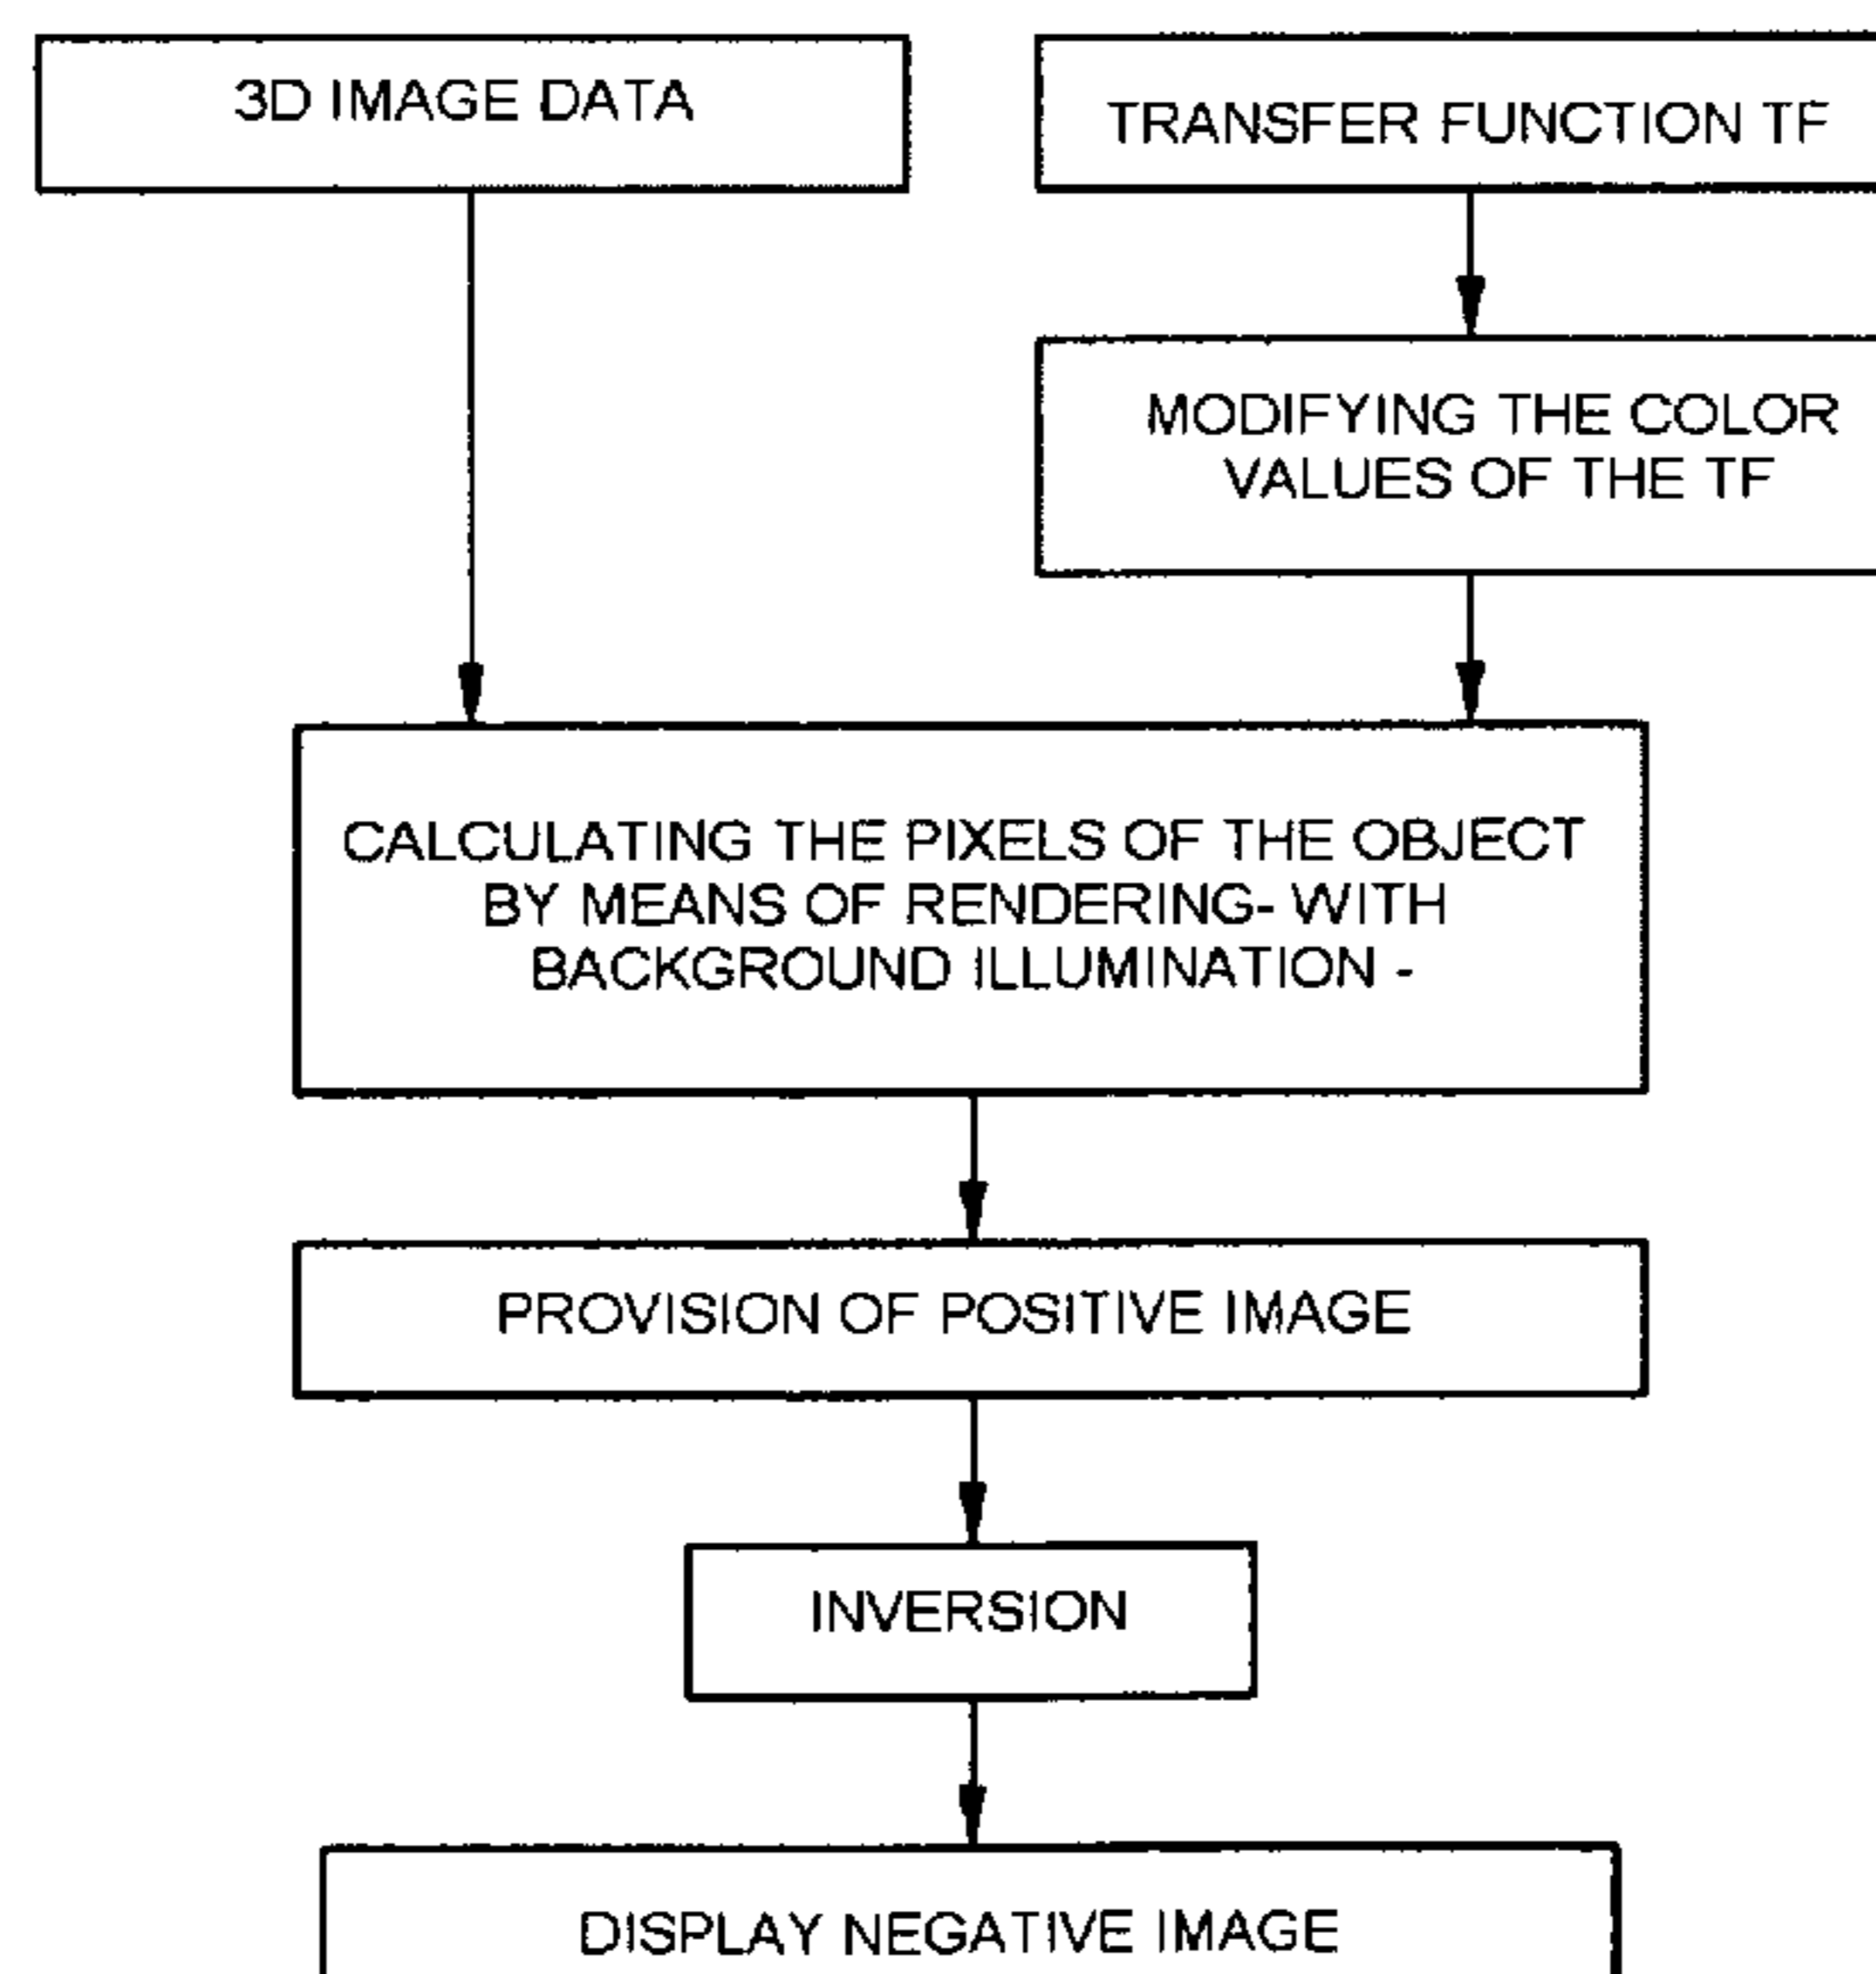 3D IMAGE DATA
TRANSFER FUNCTION TF
MODIFYING THE COLOR
VALUES OF THE TF
CALCULATING THE PIXELS OF THE OBJECT
BY MEANS OF RENDERING- WITH
BACKGROUND ILLUMINATION -
PROVISION OF POSITIVE IMAGE
INVERSION
DISPLAY NEGATIVE IMAGE